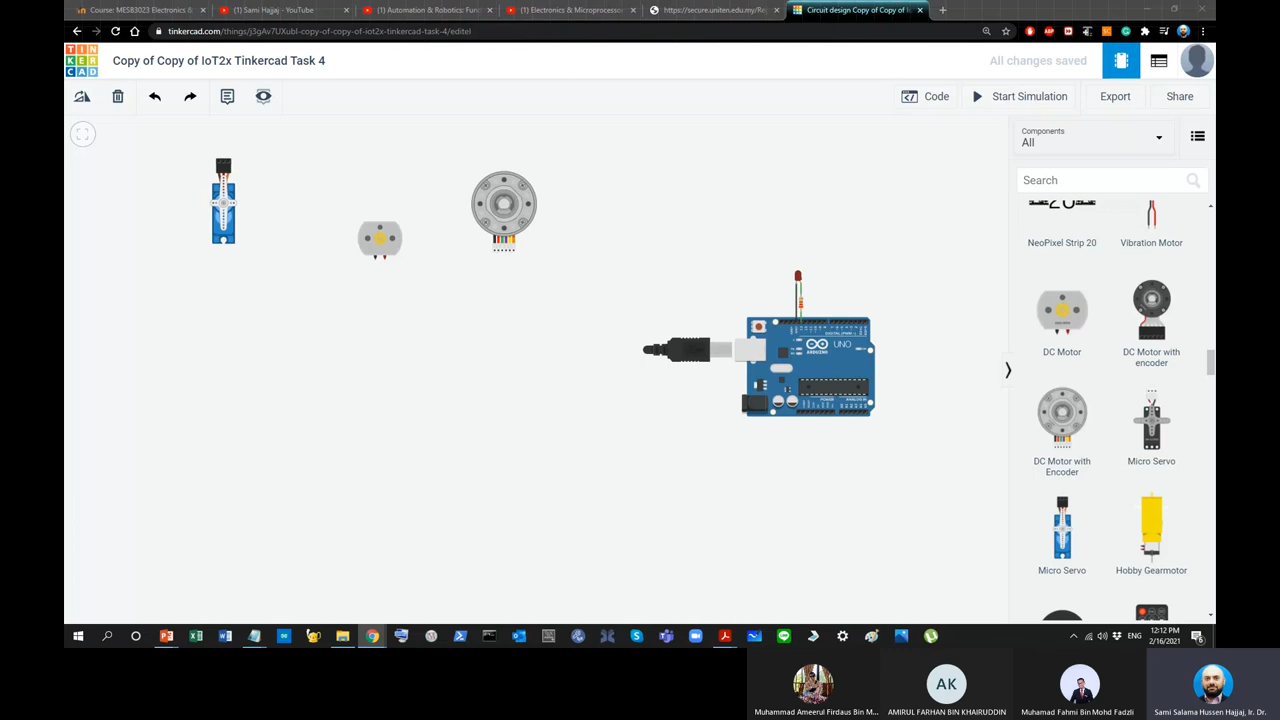 Course: MESB3023 Electronics &
(1) Sami Hajjaj - YouTube
(1) Automation & Robotics: Fun
(1) Electronics & Microprocesso
https://secure.uniten.edu.my/Re
Circuit design Copy of Copy of I
tinkercad.com/things/j3gAv7UXubl-copy-of-copy-of-iot2x-tinkercad-task-4/editel
TIN
KER
CAD
Copy of Copy of IoT2x Tinkercad Task 4
All changes saved
Code
Start Simulation
Export
Share
Components
All
Search
NeoPixel Strip 20
Vibration Motor
DC Motor
DC Motor with
encoder
DC Motor with
Encoder
Micro Servo
Micro Servo
Hobby Gearmotor
UNO
ARDUINO
ENG
12:12 PM
2/16/2021
AK
Muhammad Ameerul Firdaus Bin M...
AMIRUL FARHAN BIN KHAIRUDDIN
Muhamad Fahmi Bin Mohd Fadzli
Sami Salama Hussen Hajjaj, Ir. Dr.